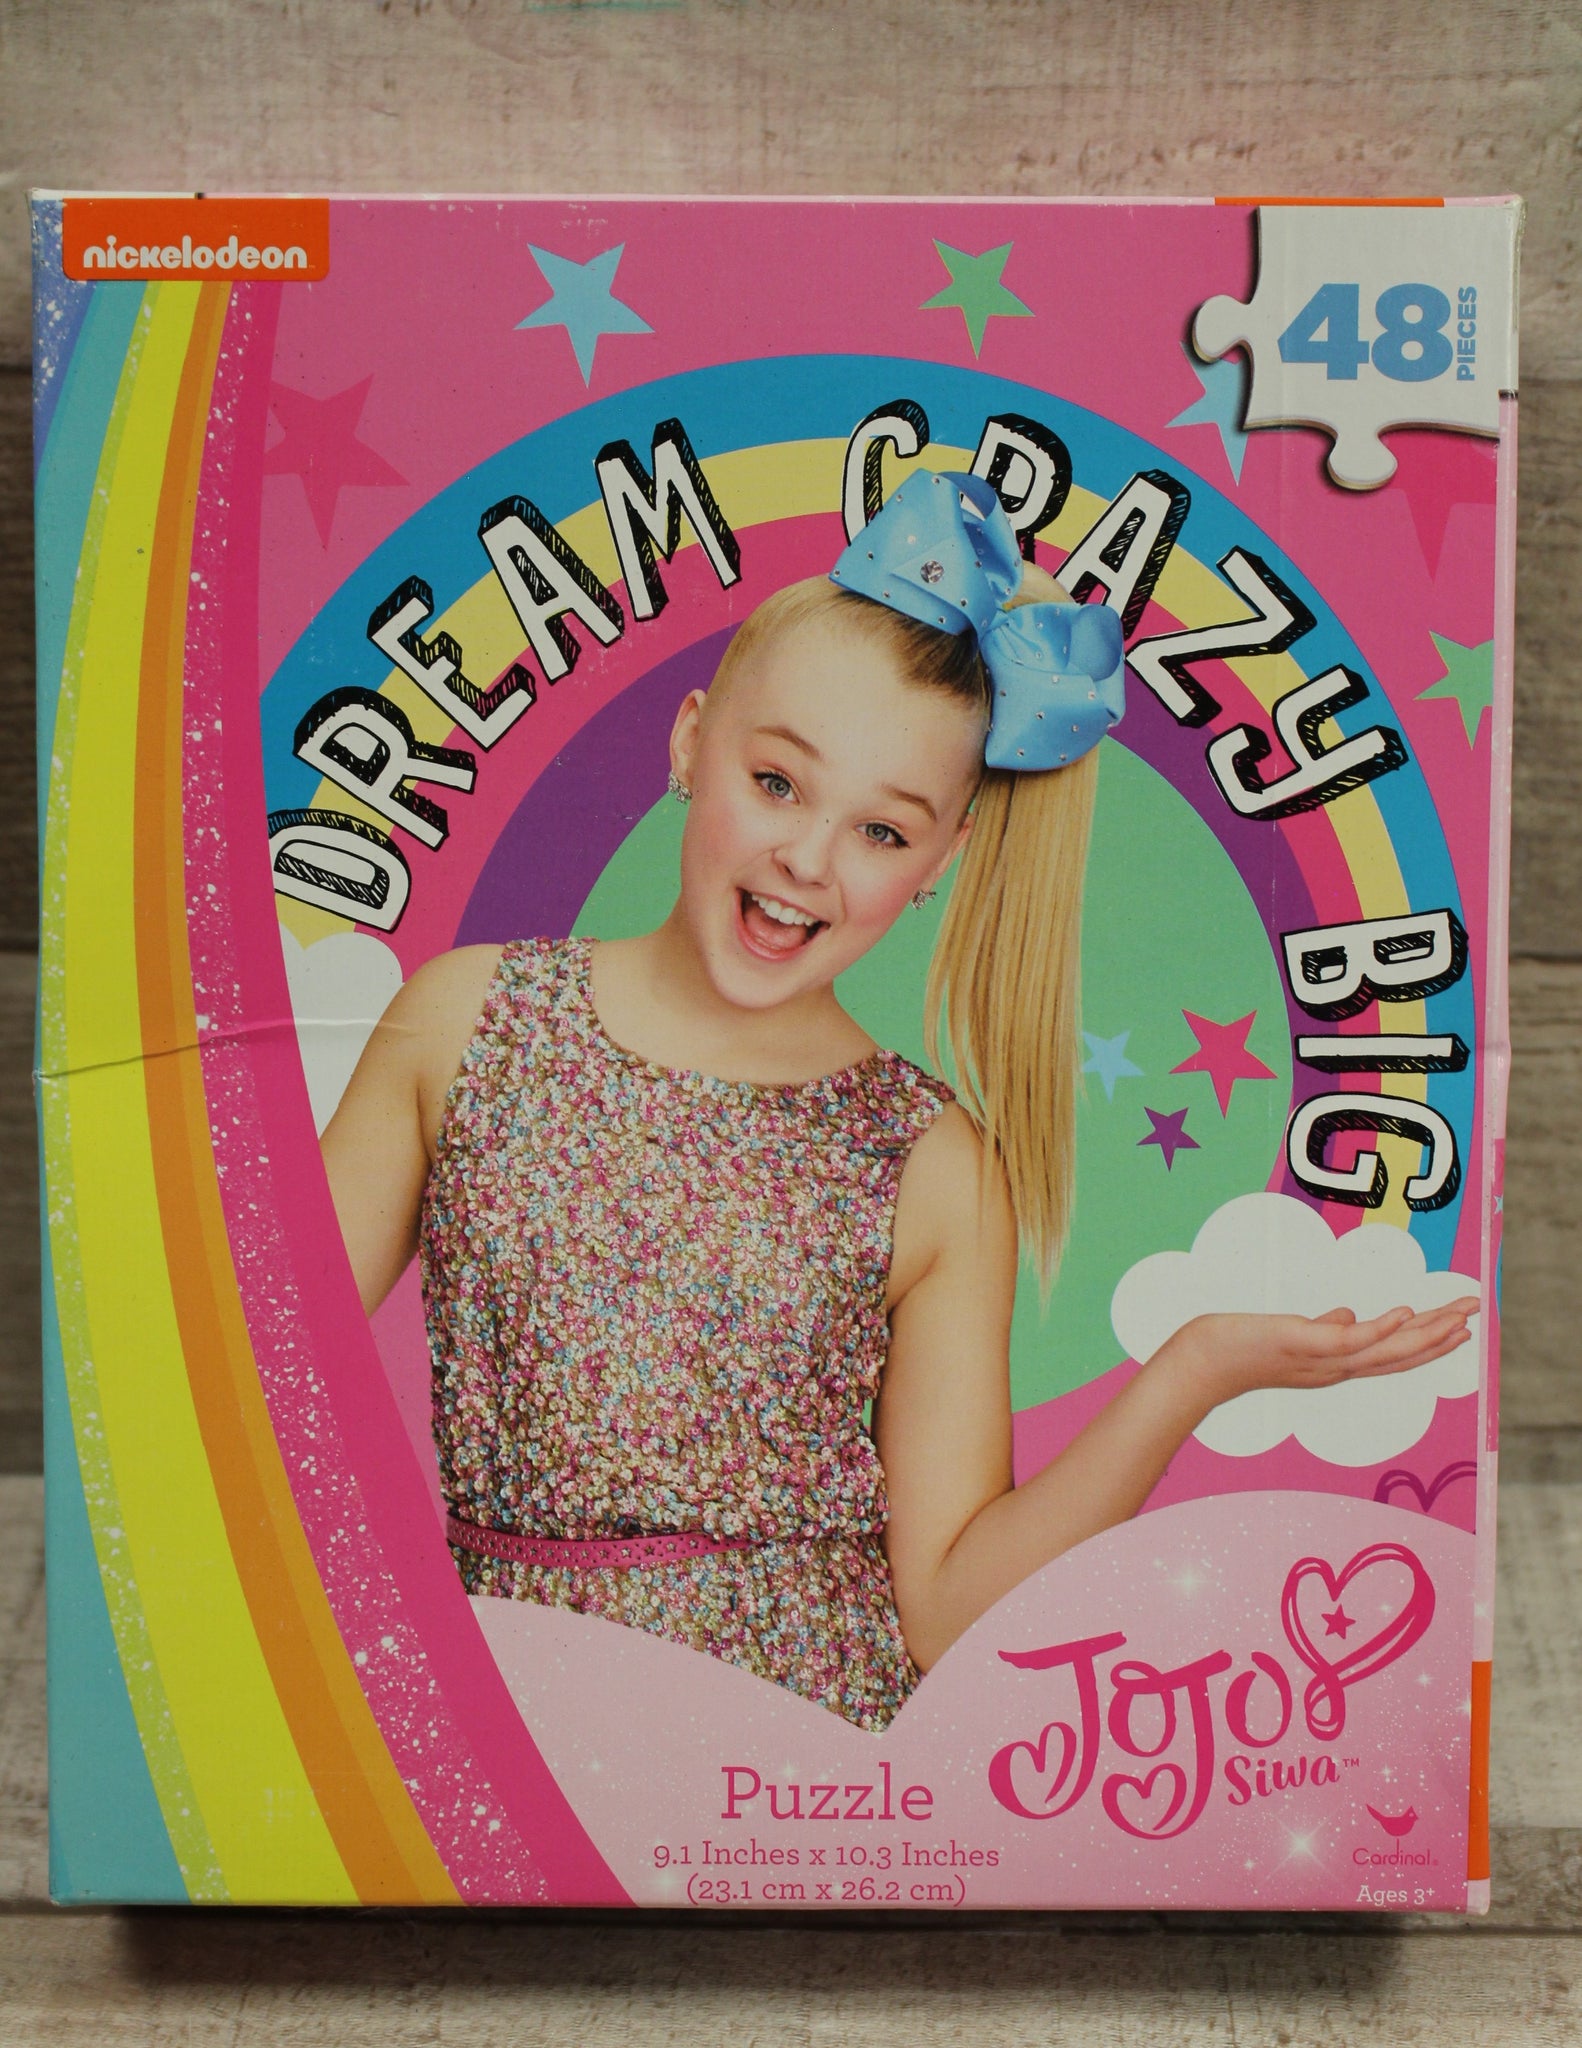 nickelodeon
48 PIECES
DREAM CRAZY BIG
JOJO
Siwa™
Puzzle
9.1 Inches x 10.3 Inches
(23.1 cm x 26.2 cm)
Cardinal®
Ages 3+